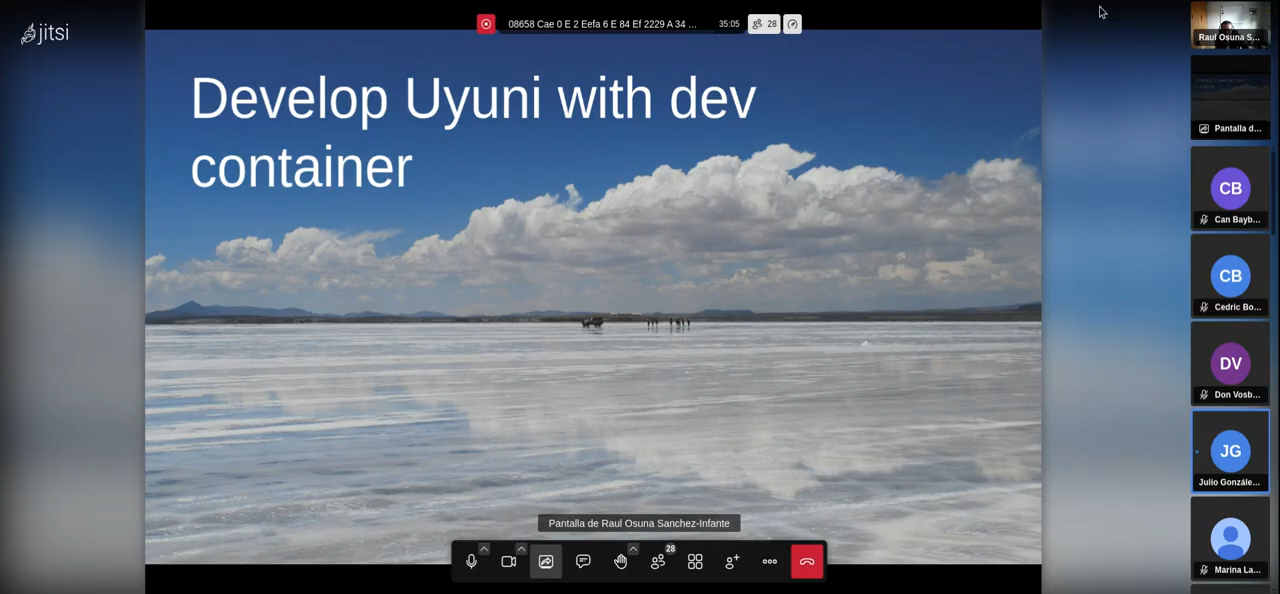 jitsi
08658 Cae 0 E 2 Eefa 6 E 84 Ef 2229 A 34 ...
35:05
28
Develop Uyuni with dev
container
Raul Osuna S...
Pantalla d...
CB
Can Bayb...
CB
Cedric Bo...
DV
Don Vosb...
JG
Julio Gonzále...
Marina La...
Pantalla de Raul Osuna Sanchez-Infante
28